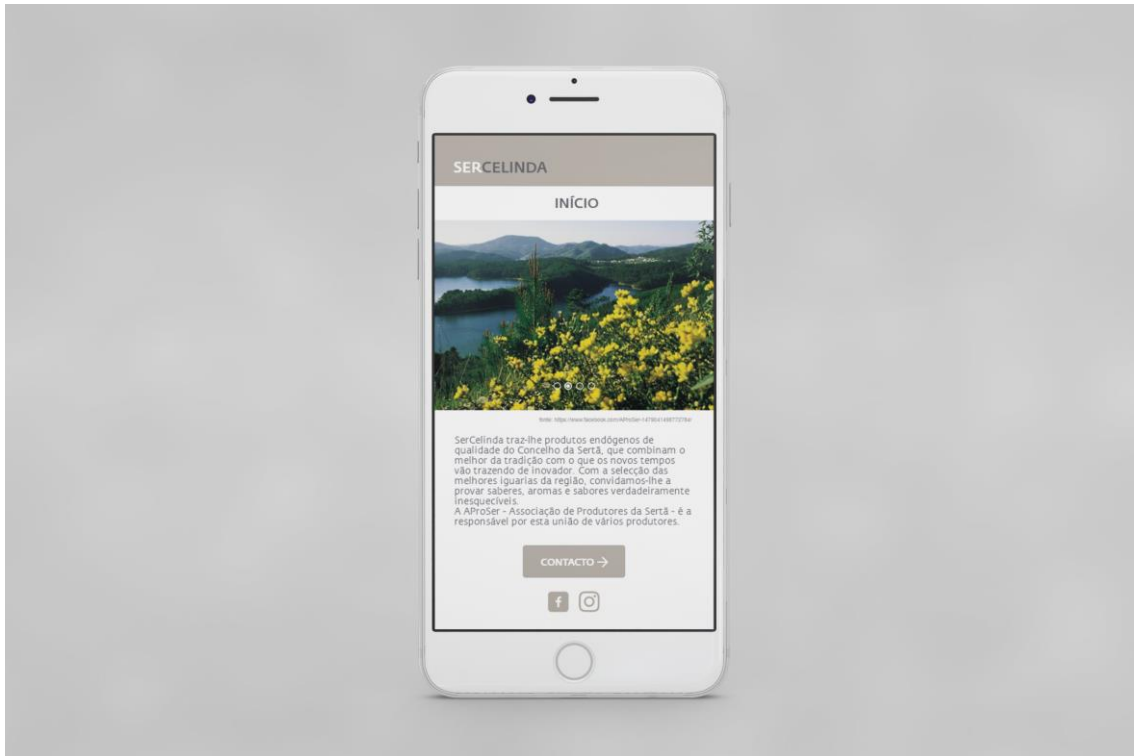 SERCELINDA
INÍCIO
SerCelinda traz-lhe produtos endógenos de
qualidade do Concelho da Sertã, que combinam o
melhor da tradição com o que os novos tempos
vão trazendo de inovador. Com a selecção das
melhores iguarias da região, convidamos-lhe a
provar saberes, aromas e sabores verdadeiramente
inesquecíveis.
A AProSer - Associação de Produtores da Sertã - é a
responsável por esta união de vários produtores.
CONTACTO →